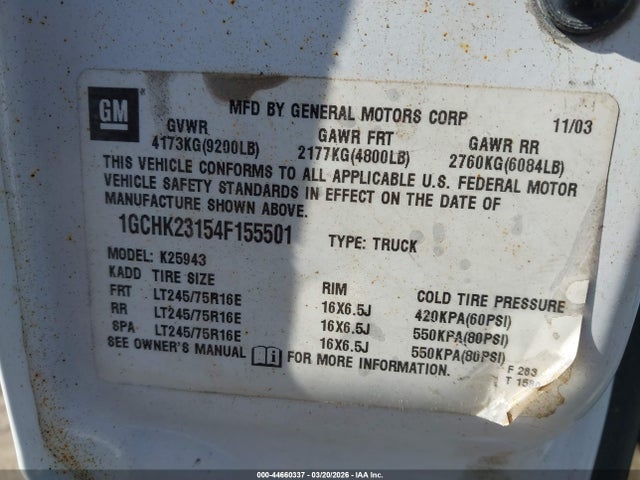 GM
MFD BY GENERAL MOTORS CORP 11/03
GVWR GAWR FRT GAWR RR
4173KG(9200LB) 2177KG(4800LB) 2760KG(6084LB)
THIS VEHICLE CONFORMS TO ALL APPLICABLE U.S. FEDERAL MOTOR
VEHICLE SAFETY STANDARDS IN EFFECT ON THE DATE OF
MANUFACTURE SHOWN ABOVE.
1GCHK23154F155501 TYPE: TRUCK
MODEL: K25943
KADD TIRE SIZE RIM COLD TIRE PRESSURE
FRT LT245/75R16E 16X6.5J 420KPA(60PSI)
RR LT245/75R16E 16X6.5J 550KPA(80PSI)
SPA LT245/75R16E 16X6.5J 550KPA(80PSI)
SEE OWNER'S MANUAL FOR MORE INFORMATION.
F 283
T
000-44660337 - 03/20/2026 - IAA Inc.